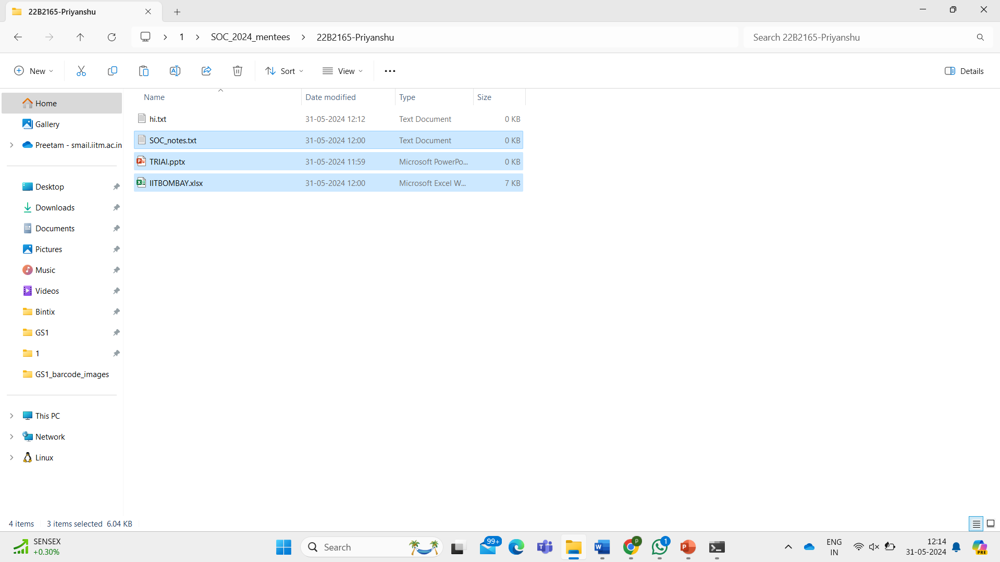 22B2165-Priyanshu
1 SOC_2024_mentees 22B2165-Priyanshu
Search 22B2165-Priyanshu
New Sort View Details
Name Date modified Type Size
hi.txt 31-05-2024 12:12 Text Document 0 KB
SOC_notes.txt 31-05-2024 12:00 Text Document 0 KB
TRIAl.pptx 31-05-2024 11:59 Microsoft PowerPo... 0 KB
IITBOMBAY.xlsx 31-05-2024 12:00 Microsoft Excel W... 7 KB
Home
Gallery
Preetam - smail.iitm.ac.in
Desktop
Downloads
Documents
Pictures
Music
Videos
Bintix
GS1
1
GS1_barcode_images
This PC
Network
Linux
4 items 3 items selected 6.04 KB
SENSEX
+0.30%
Search
99+
P
1
ENG
IN
12:14
31-05-2024
PRE